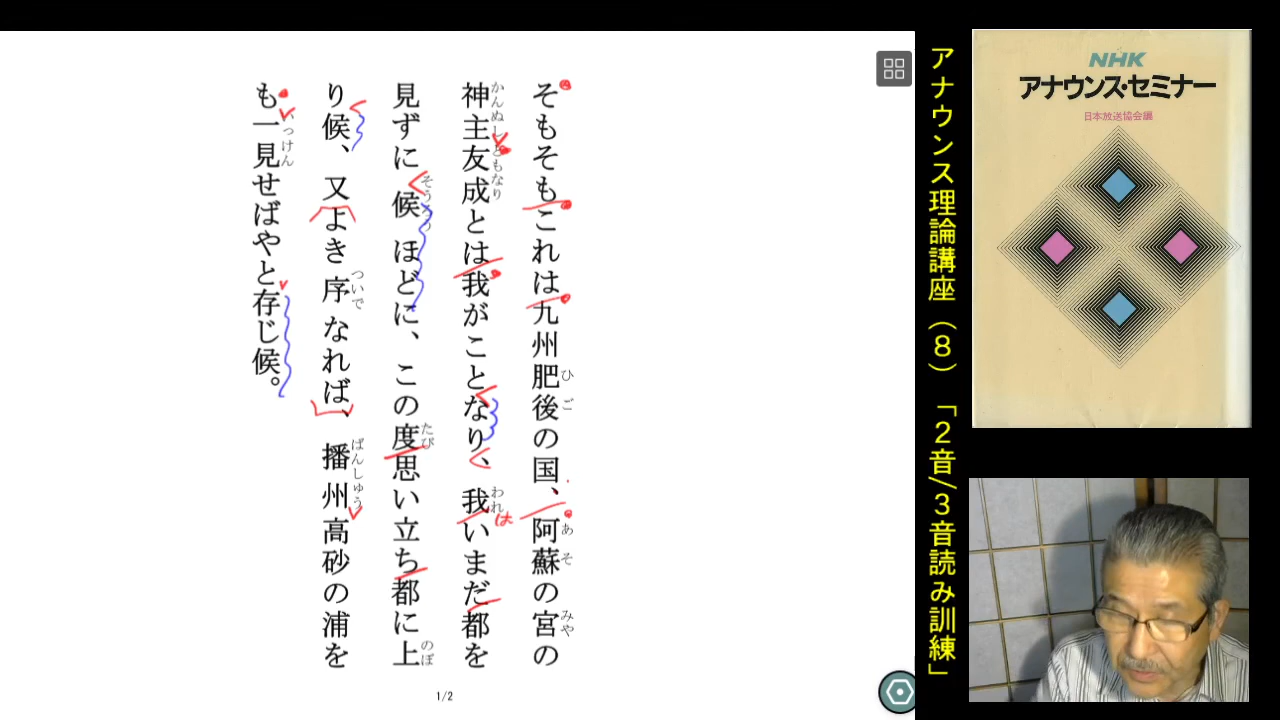 そもそもこれは九州肥後の国、阿蘇の宮の
神主友成とは我がことなり、我いまだ都を
見ずに候ほどに、この度思い立ち都に上
り候、又よき序なれば、播州高砂の浦を
も一見せばやと存じ候。
ひご
あそ
みや
かんぬしともなり
われ
は
そうろう
たび
のぼ
ついで
ばんしゅう
いっけん
1/2
アナウンス理論講座（８）「２音/３音読み訓練」
NHK
アナウンス・セミナー
日本放送協会編